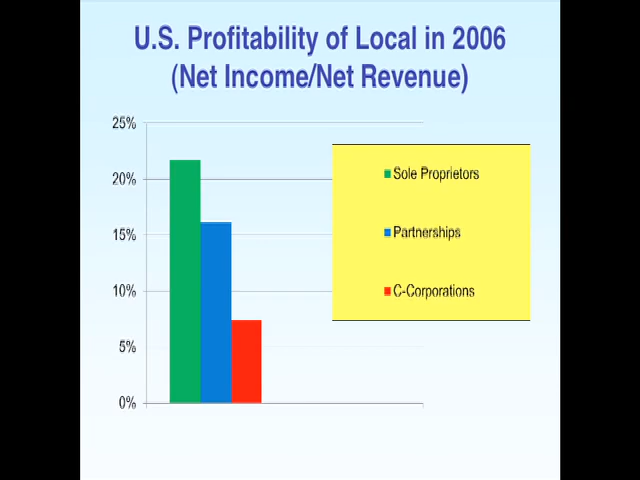 U.S. Profitability of Local in 2006
(Net Income/Net Revenue)
25%
20%
15%
10%
5%
0%
Sole Proprietors
Partnerships
C-Corporations